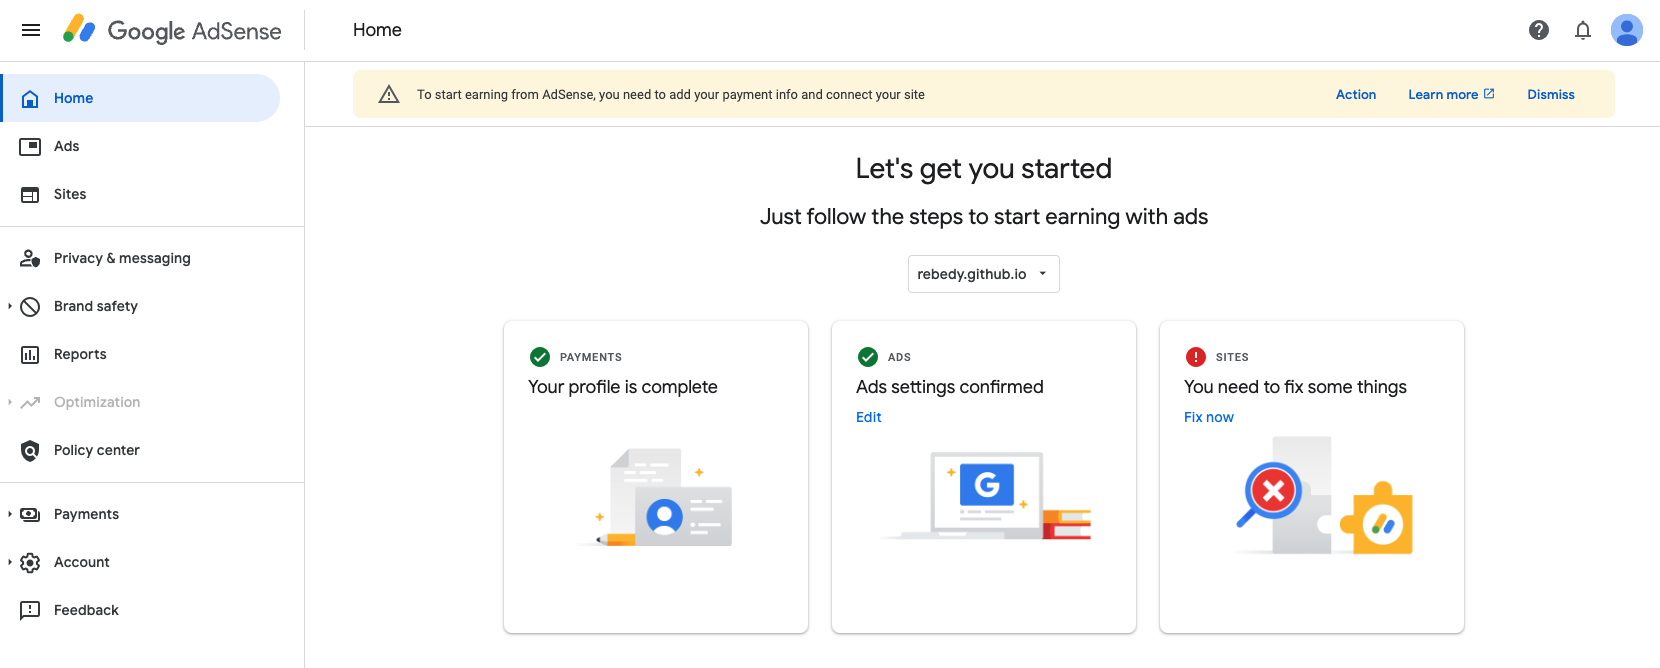 Google AdSense
Home
Home
Ads
Sites
Privacy & messaging
Brand safety
Reports
Optimization
Policy center
Payments
Account
Feedback
To start earning from AdSense, you need to add your payment info and connect your site
Action
Learn more
Dismiss
Let's get you started
Just follow the steps to start earning with ads
rebedy.github.io
PAYMENTS
Your profile is complete
ADS
Ads settings confirmed
Edit
G
SITES
You need to fix some things
Fix now